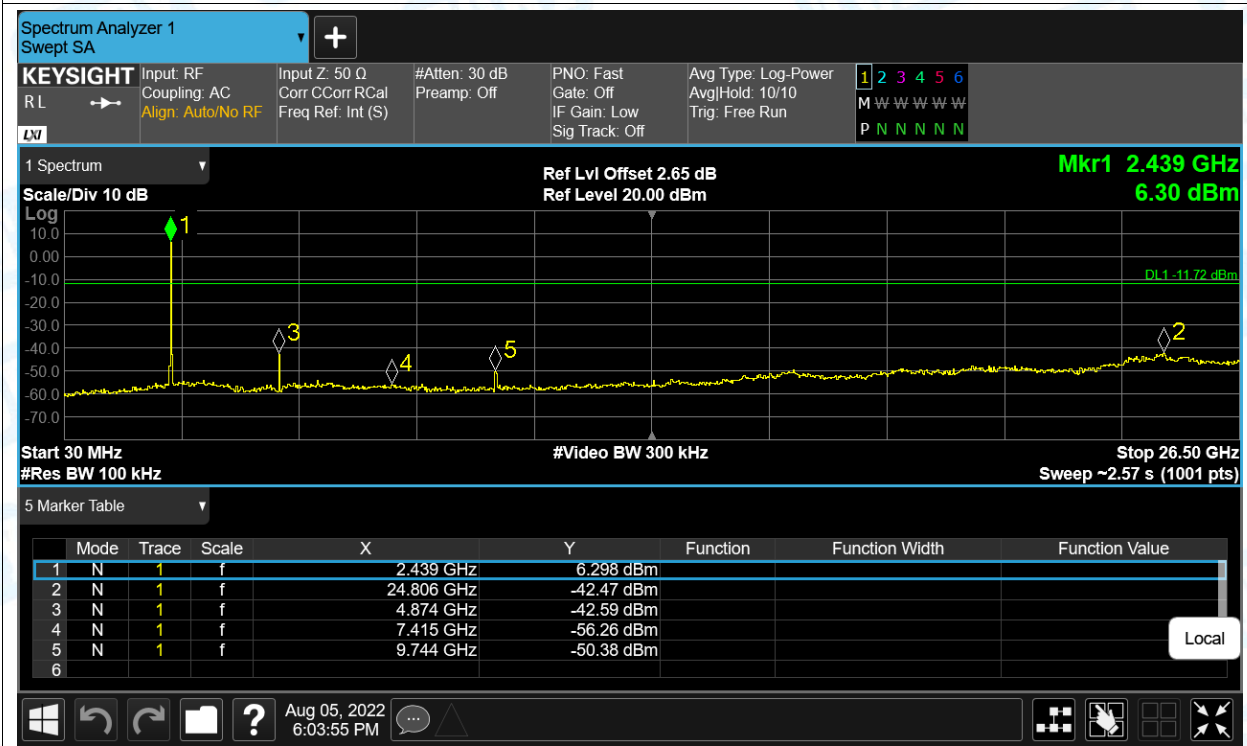 Spectrum Analyzer 1
Swept SA
KEYSIGHT Input: RF Input Z: 50 Ω #Atten: 30 dB PNO: Fast Avg Type: Log-Power 1 2 3 4 5 6
R L Coupling: AC Corr CCorr RCal Preamp: Off Gate: Off Avg|Hold: 10/10 M W W W W W W
Align: Auto/No RF Freq Ref: Int (S) IF Gain: Low Trig: Free Run
LXI Sig Track: Off P N N N N N
1 Spectrum
Mkr1 2.439 GHz
Ref Lvl Offset 2.65 dB
Scale/Div 10 dB Ref Level 20.00 dBm 6.30 dBm
Log
1
10.0
0.00
-10.0 DL1 -11.72 dBm
-20.0
-30.0
3 2
-40.0
4 5
-50.0
-60.0
-70.0
Start 30 MHz #Video BW 300 kHz Stop 26.50 GHz
#Res BW 100 kHz Sweep ~2.57 s (1001 pts)
5 Marker Table
Mode Trace Scale X Y Function Function Width Function Value
1 N 1 f 2.439 GHz 6.298 dBm
2 N 1 f 24.806 GHz -42.47 dBm
3 N 1 f 4.874 GHz -42.59 dBm
4 N 1 f 7.415 GHz -56.26 dBm
5 N 1 f 9.744 GHz -50.38 dBm
6
Local
? Aug 05, 2022
6:03:55 PM